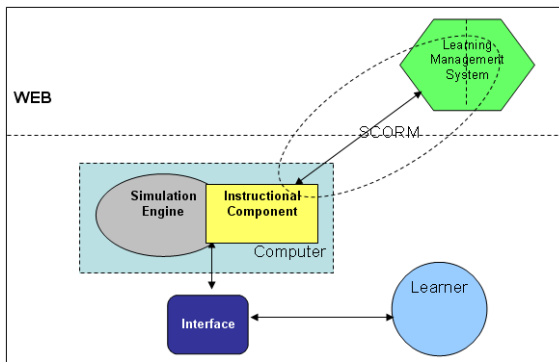 Learning
Management
System
WEB
SCORM
Simulation
Engine
Instructional
Component
Computer
Learner
Interface